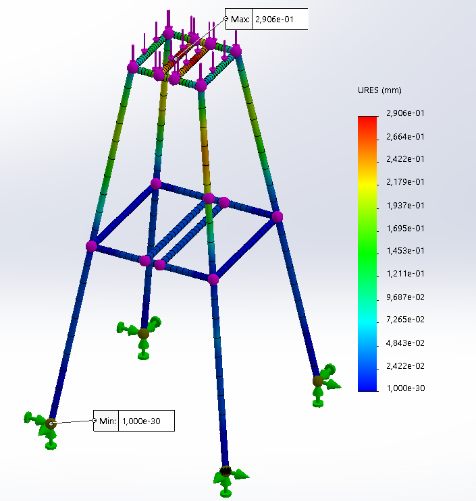 Max: 2,906e-01
URES (mm)
2,906e-01
2,664e-01
2,422e-01
2,179e-01
1,937e-01
1,695e-01
1,453e-01
1,211e-01
9,687e-02
7,265e-02
4,843e-02
2,422e-02
1,000e-30
Min: 1,000e-30